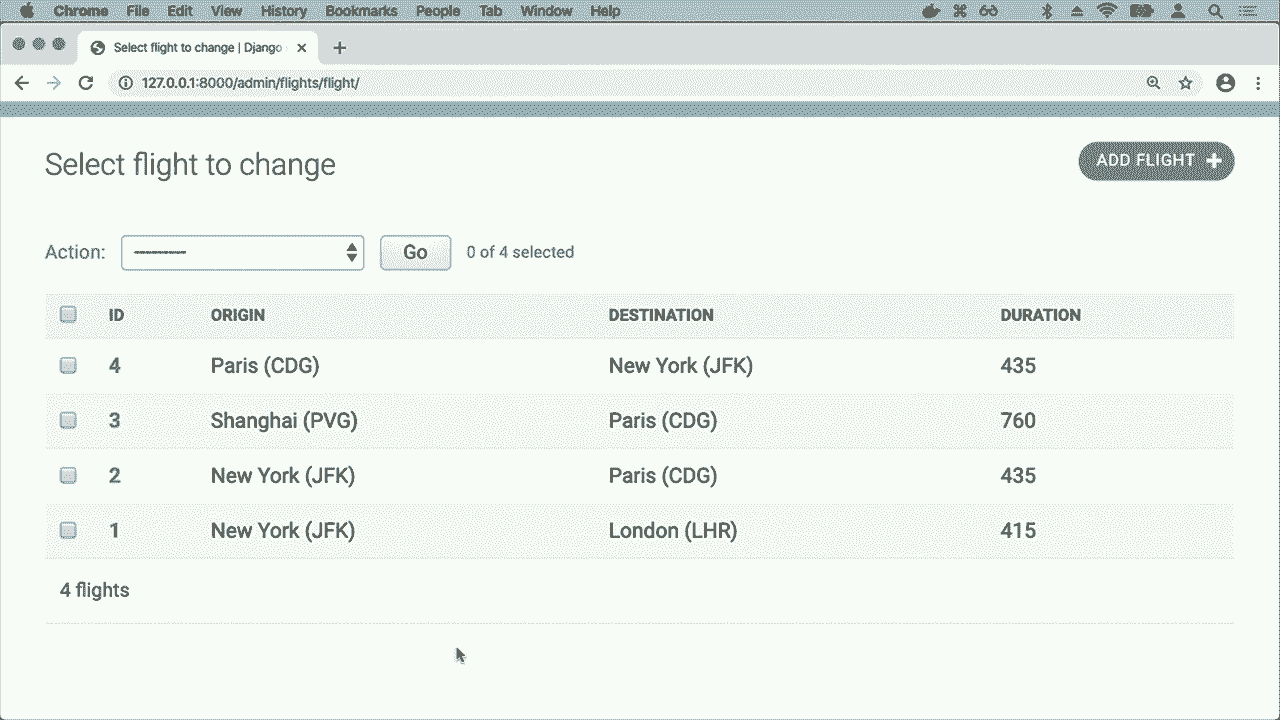 Chrome File Edit View History Bookmarks People Tab Window Help
Select flight to change | Django
127.0.0.1:8000/admin/flights/flight/
Select flight to change
ADD FLIGHT
Action: --------- Go 0 of 4 selected
ID ORIGIN DESTINATION DURATION
4 Paris (CDG) New York (JFK) 435
3 Shanghai (PVG) Paris (CDG) 760
2 New York (JFK) Paris (CDG) 435
1 New York (JFK) London (LHR) 415
4 flights